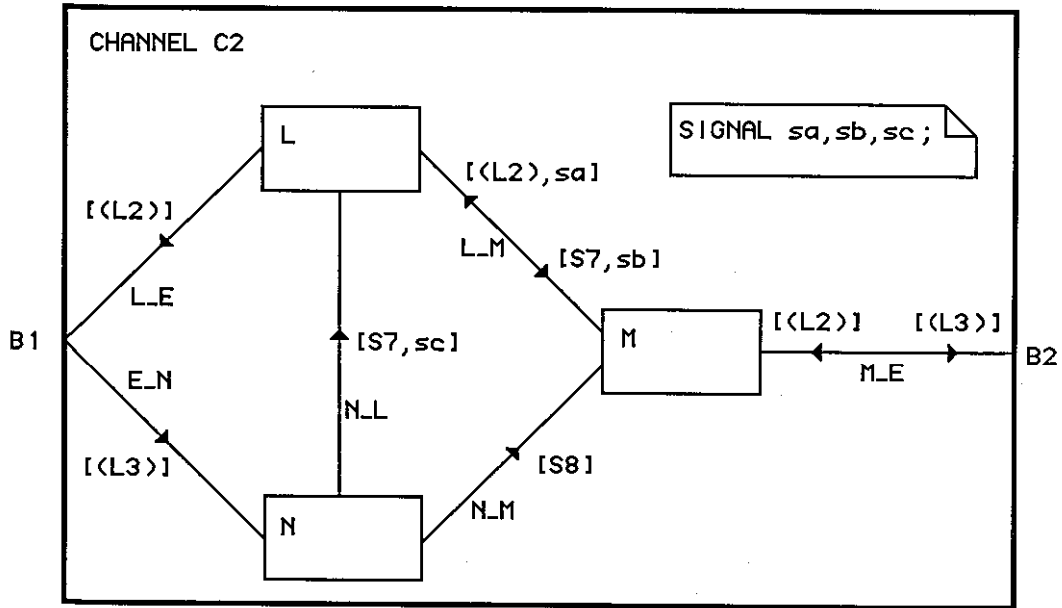 CHANNEL C2
L
SIGNAL sa,sb,sc;
[(L2),sa]
[(L2)]
L_M
[S7,sb]
L_E
B1
[S7,sc]
M
[(L2)]
[(L3)]
B2
E_N
M_E
N_L
[(L3)]
[S8]
N_M
N